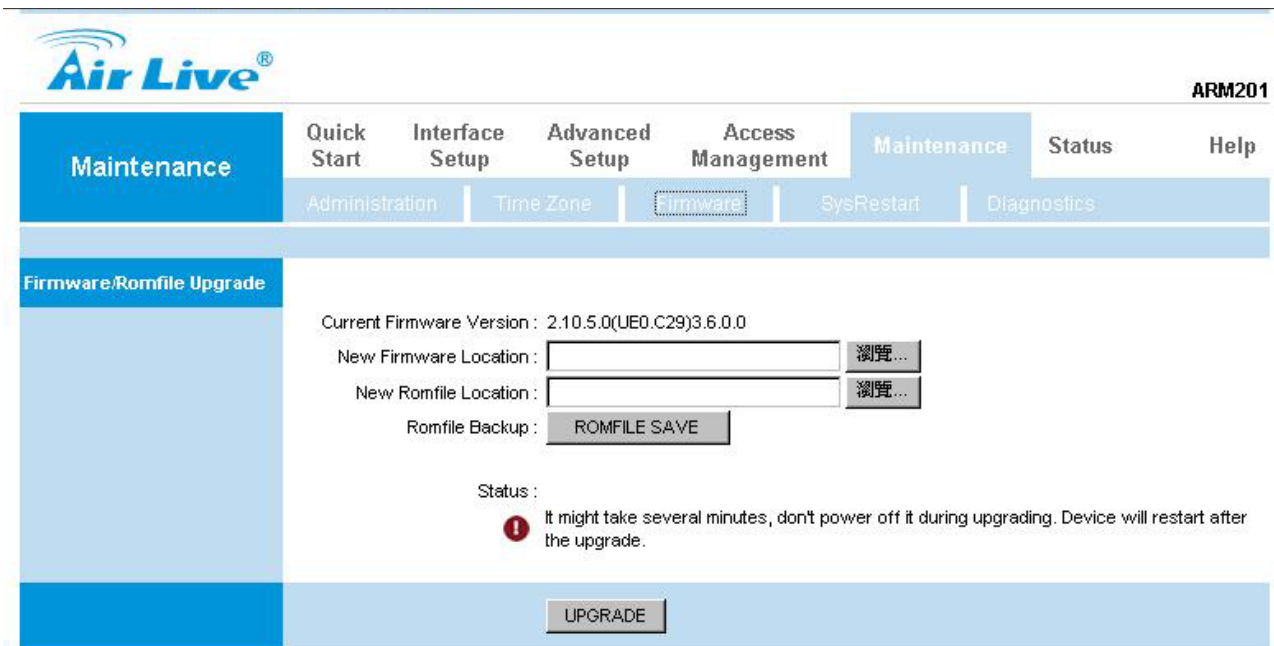 Air Live®
ARM201
Maintenance
Quick Start
Interface Setup
Advanced Setup
Access Management
Maintenance
Status
Help
Administration
Time Zone
Firmware
SysRestart
Diagnostics
Firmware/Romfile Upgrade
Current Firmware Version : 2.10.5.0(UE0.C29)3.6.0.0
New Firmware Location : 瀏覽...
New Romfile Location : 瀏覽...
Romfile Backup : ROMFILE SAVE
Status :
It might take several minutes, don't power off it during upgrading. Device will restart after
the upgrade.
UPGRADE